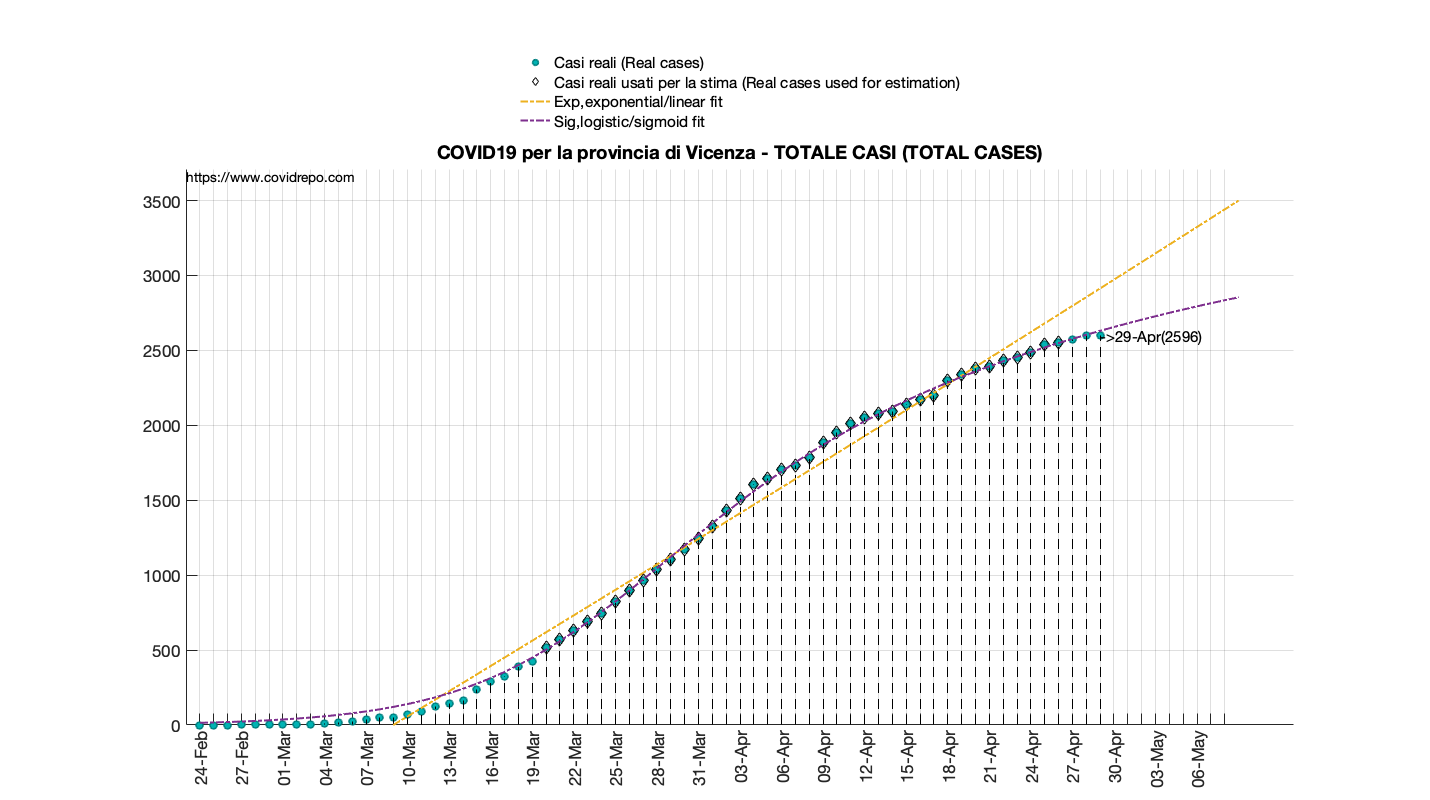 Casi reali (Real cases)
Casi reali usati per la stima (Real cases used for estimation)
Exp,exponential/linear fit
Sig,logistic/sigmoid fit
COVID19 per la provincia di Vicenza - TOTALE CASI (TOTAL CASES)
https://www.covidrepo.com
3500
3000
2500
->29-Apr(2596)
2000
1500
1000
500
0
24-Feb
27-Feb
01-Mar
04-Mar
07-Mar
10-Mar
13-Mar
16-Mar
19-Mar
22-Mar
25-Mar
28-Mar
31-Mar
03-Apr
06-Apr
09-Apr
12-Apr
15-Apr
18-Apr
21-Apr
24-Apr
27-Apr
30-Apr
03-May
06-May